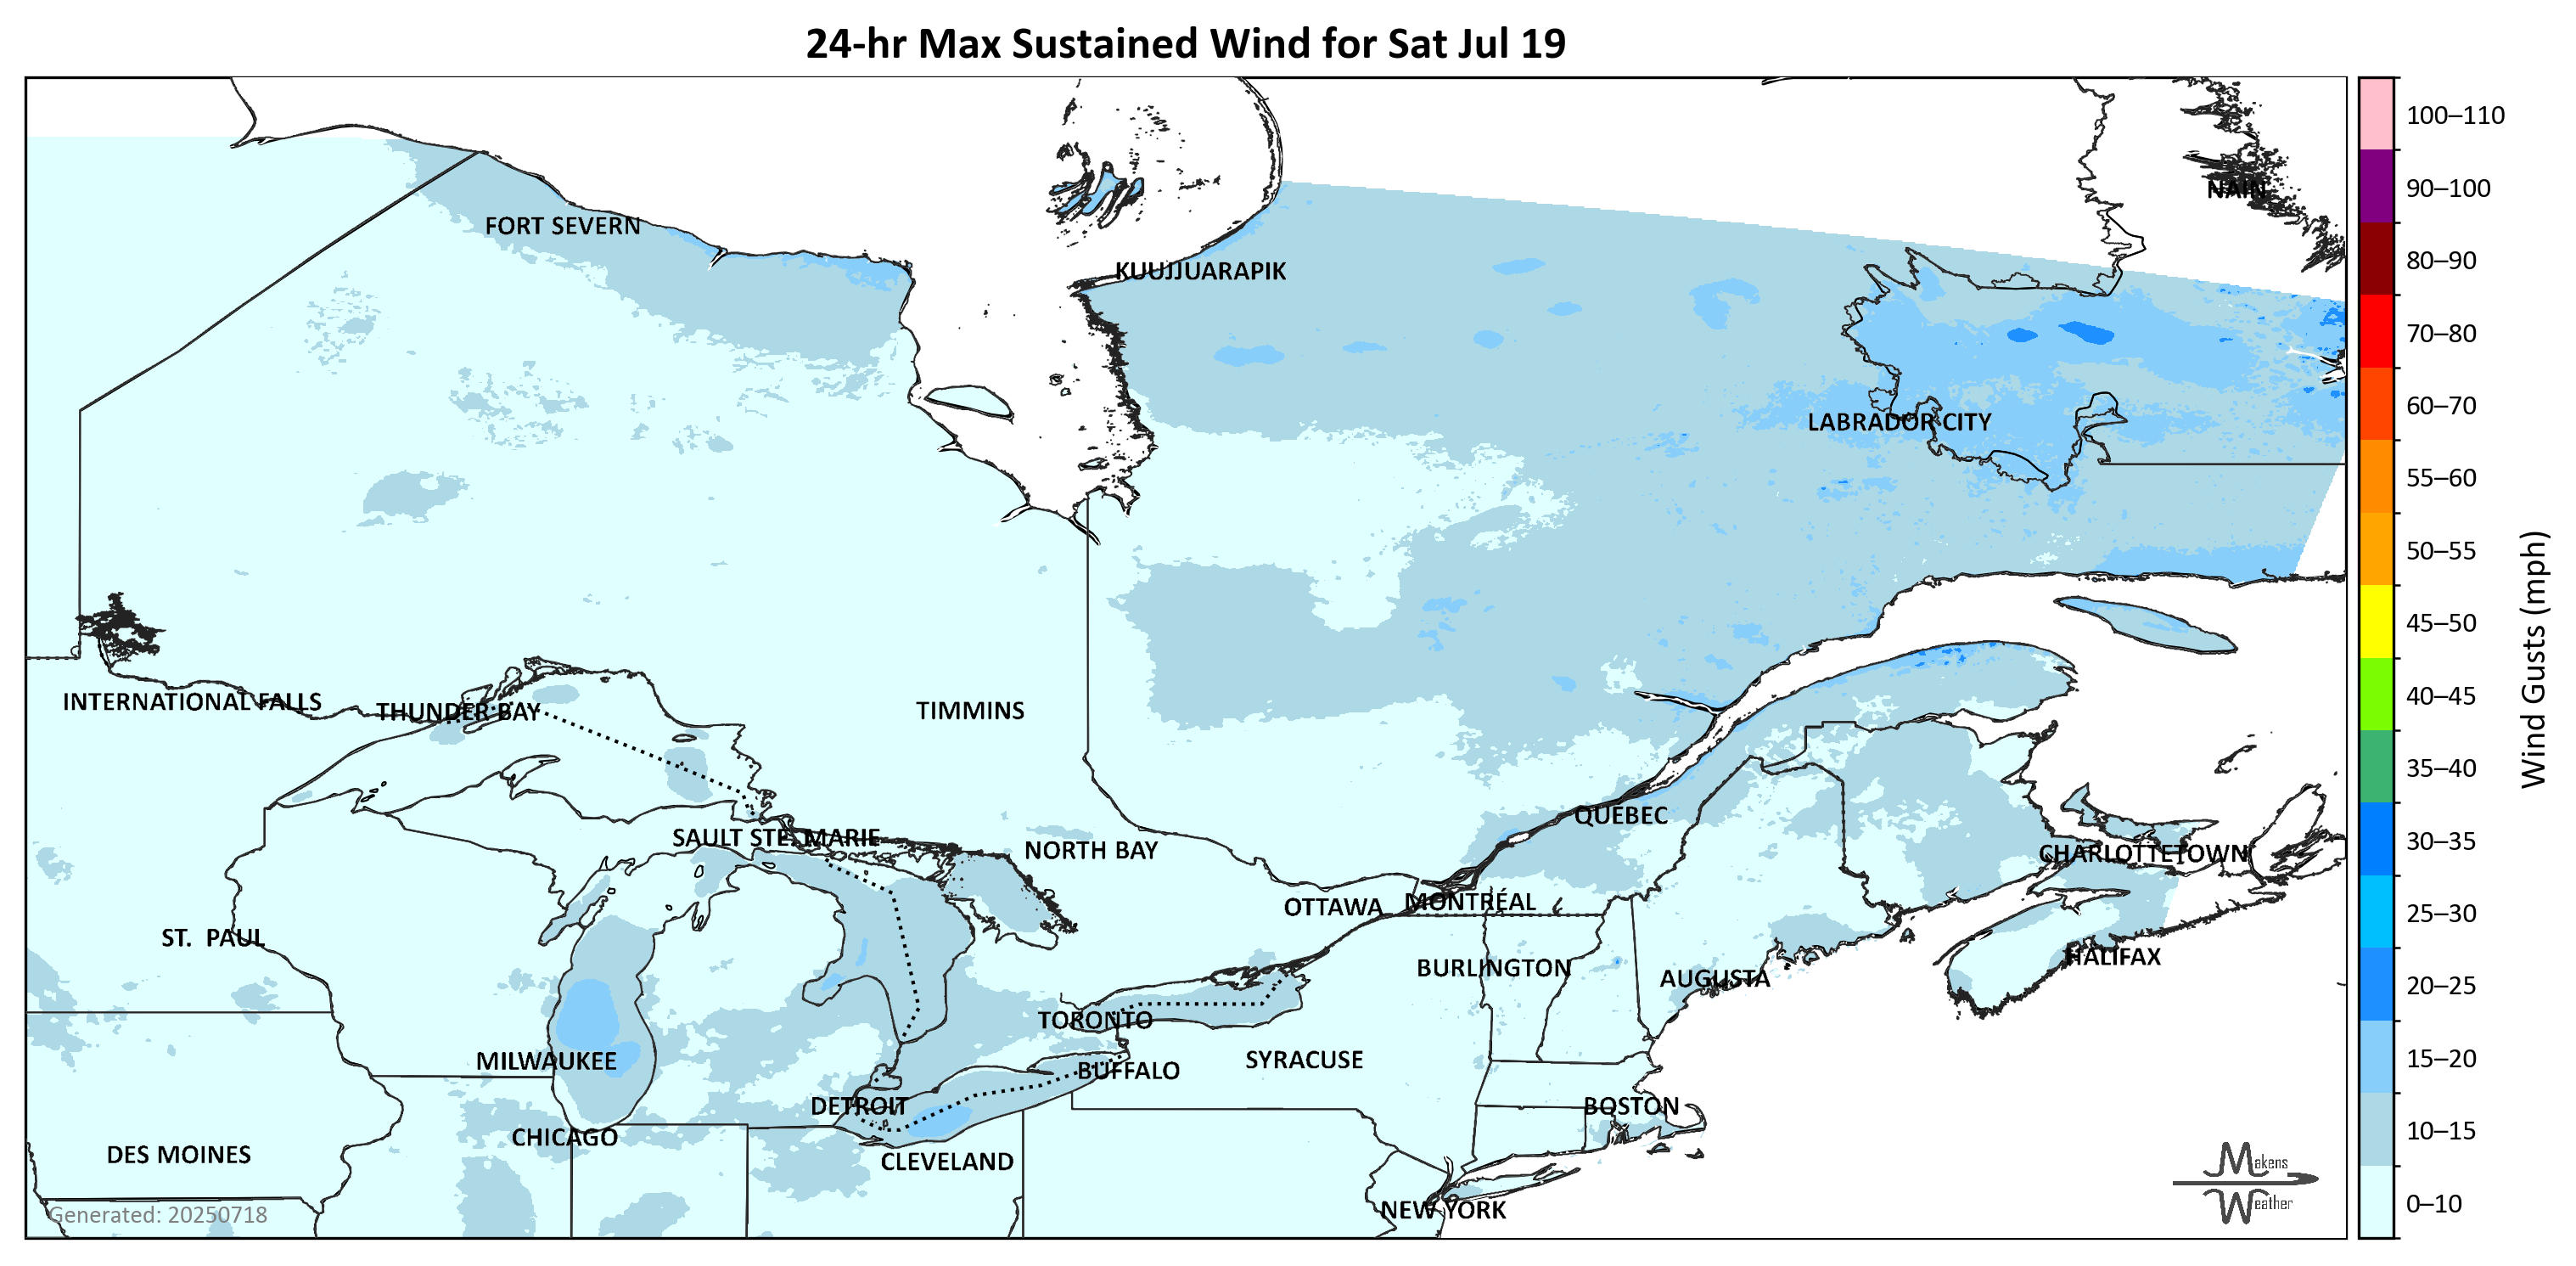 24-hr Max Sustained Wind for Sat Jul 19
100–110
90–100
NAIN
FORT SEVERN
80–90
KUUJJUARAPIK
70–80
60–70
LABRADOR CITY
55–60
50–55
45–50
Wind Gusts (mph)
40–45
INTERNATIONAL FALLS
THUNDER BAY
TIMMINS
35–40
QUÉBEC
30–35
SAULT STE. MARIE
NORTH BAY
CHARLOTTETOWN
OTTAWA
MONTRÉAL
25–30
ST. PAUL
HALIFAX
BURLINGTON
AUGUSTA
20–25
TORONTO
MILWAUKEE
SYRACUSE
15–20
BUFFALO
DETROIT
BOSTON
CHICAGO
10–15
DES MOINES
CLEVELAND
Makens
Weather
NEW YORK
0–10
Generated: 20250718